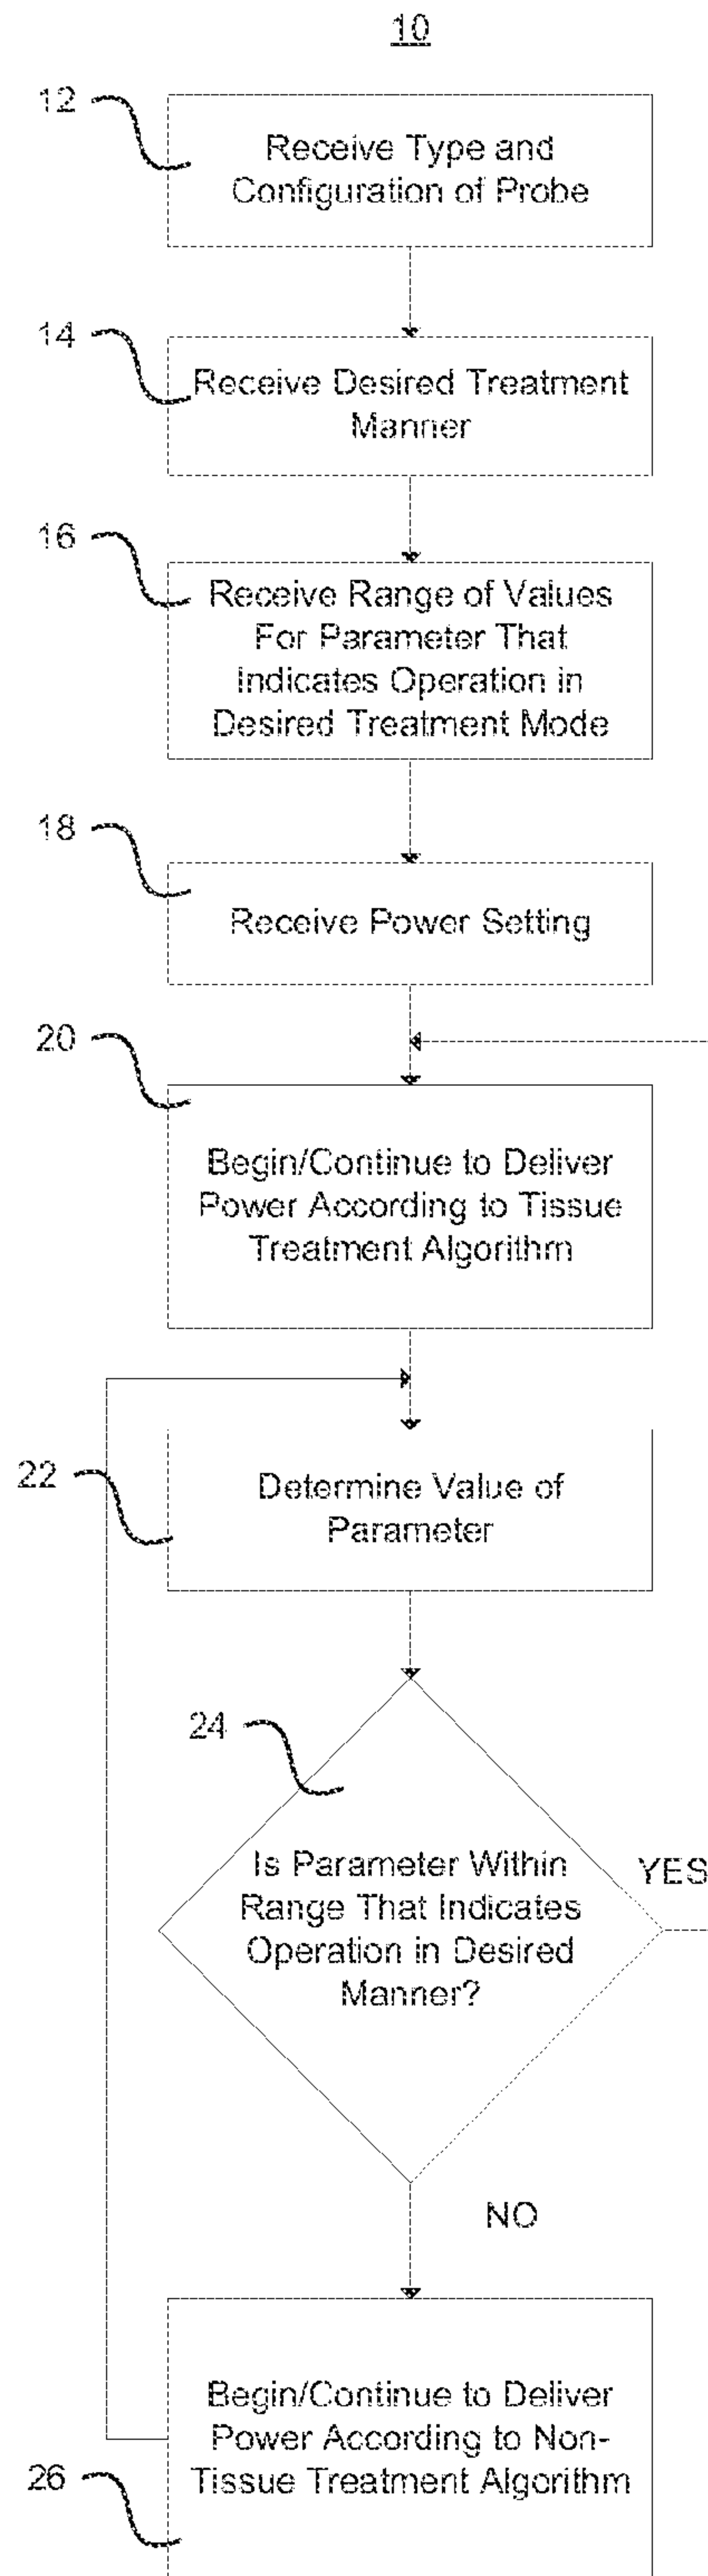 10
12
Receive Type and
Configuration of Probe
14
Receive Desired Treatment
Manner
16
Receive Range of Values
For Parameter That
Indicates Operation in
Desired Treatment Mode
18
Receive Power Setting
20
Begin/Continue to Deliver
Power According to Tissue
Treatment Algorithm
22
Determine Value of
Parameter
24
Is Parameter Within
Range That Indicates
Operation in Desired
Manner?
YES
NO
Begin/Continue to Deliver
Power According to Non-
Tissue Treatment Algorithm
26